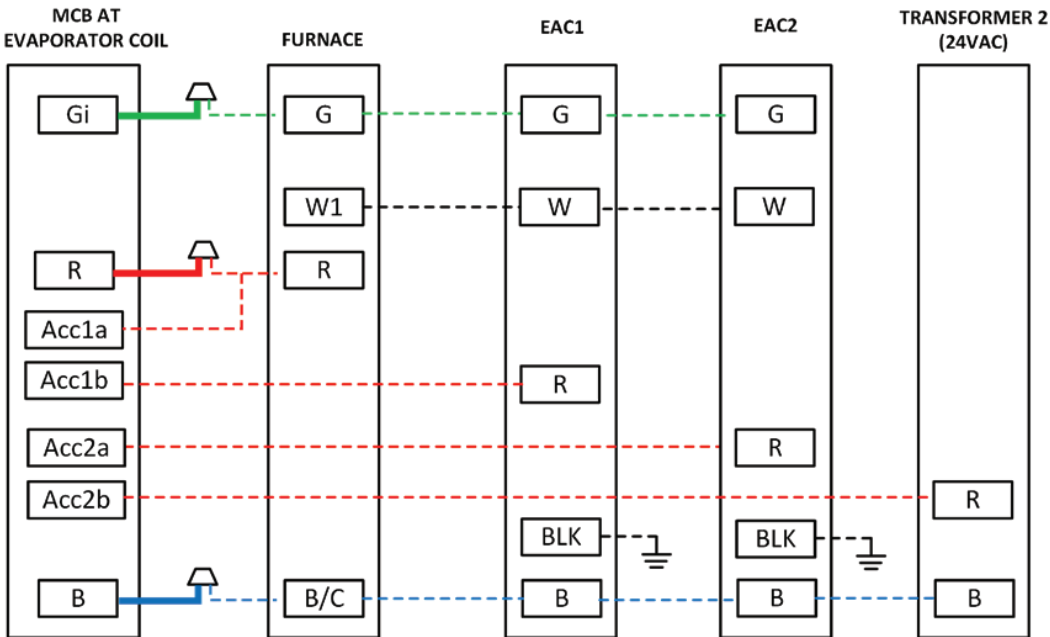 MCB AT
EVAPORATOR COIL
FURNACE
EAC1
EAC2
TRANSFORMER 2
(24VAC)
Gi
G
G
G
W1
W
W
R
R
Acc1a
Acc1b
R
Acc2a
R
Acc2b
R
BLK
BLK
B
B/C
B
B
B